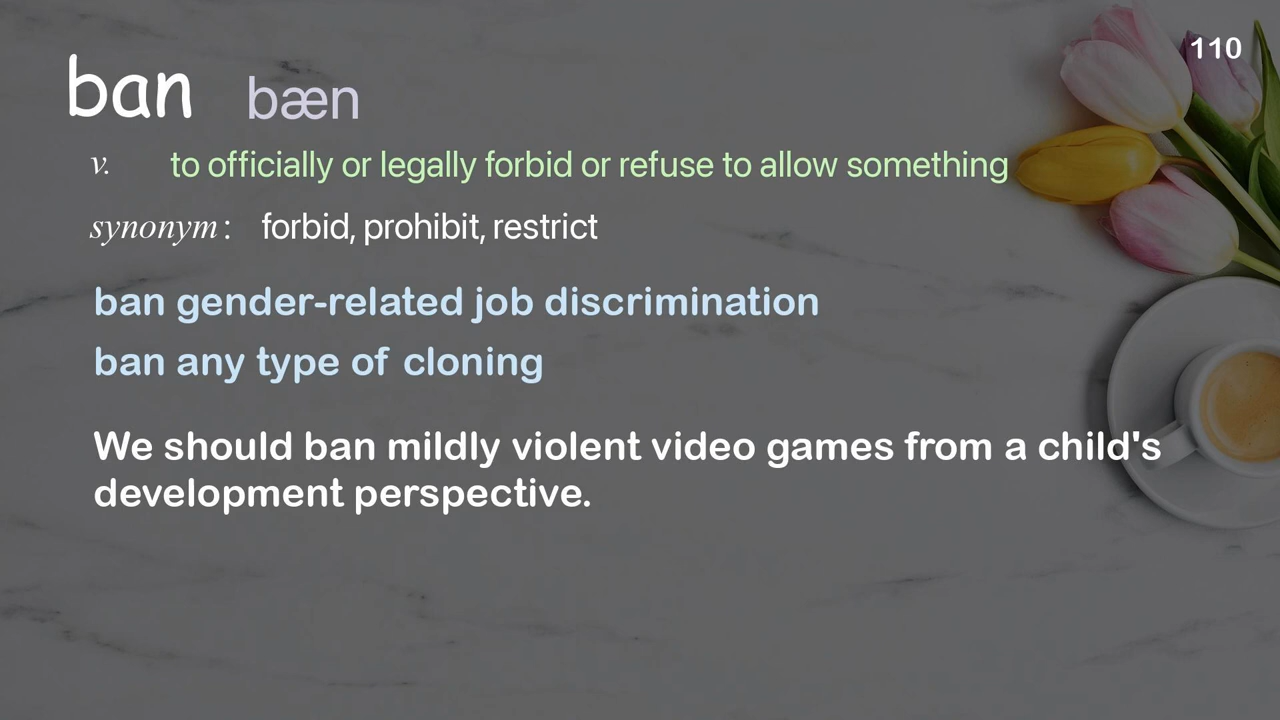 110
ban bæn
v. to officially or legally forbid or refuse to allow something
synonym: forbid, prohibit, restrict
ban gender-related job discrimination
ban any type of cloning
We should ban mildly violent video games from a child's
development perspective.